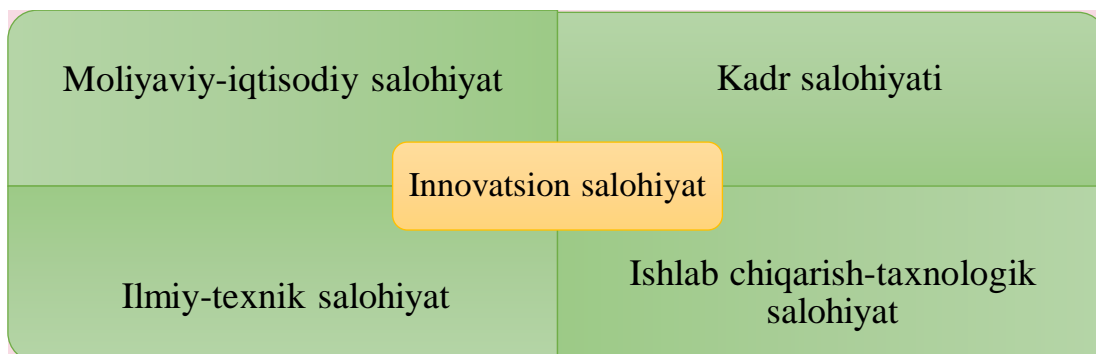 Moliyaviy-iqtisodiy salohiyat
Kadr salohiyati
Innovatsion salohiyat
Ilmiy-texnik salohiyat
Ishlab chiqarish-taxnologik
salohiyat